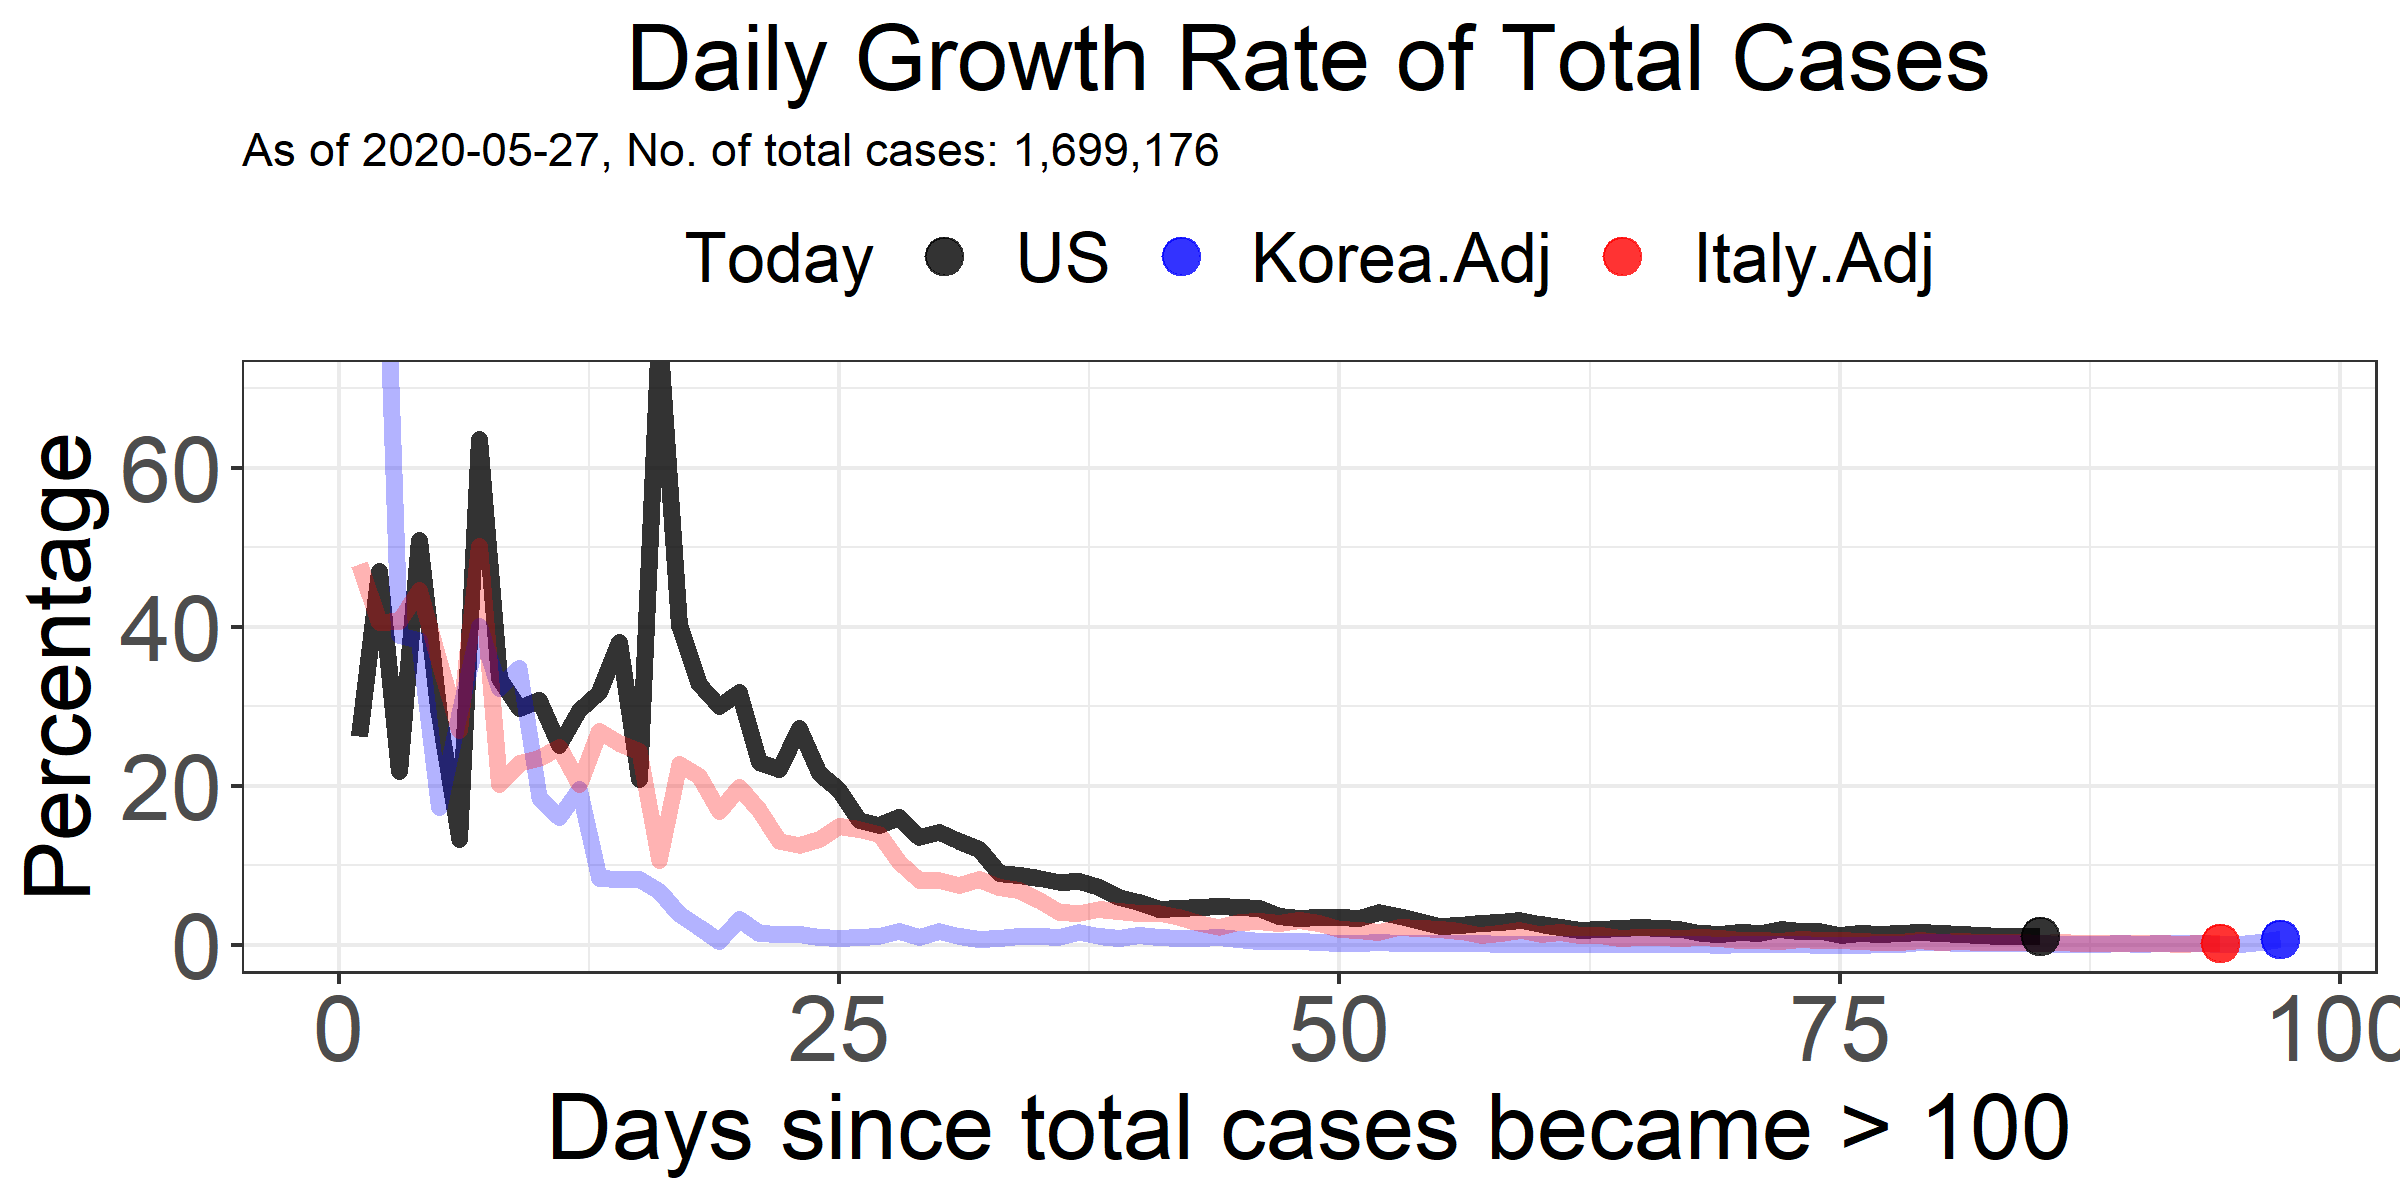 Daily Growth Rate of Total Cases
As of 2020-05-27, No. of total cases: 1,699,176
Today US Korea.Adj Italy.Adj
Percentage
60
40
20
0
0 25 50 75 100
Days since total cases became > 100